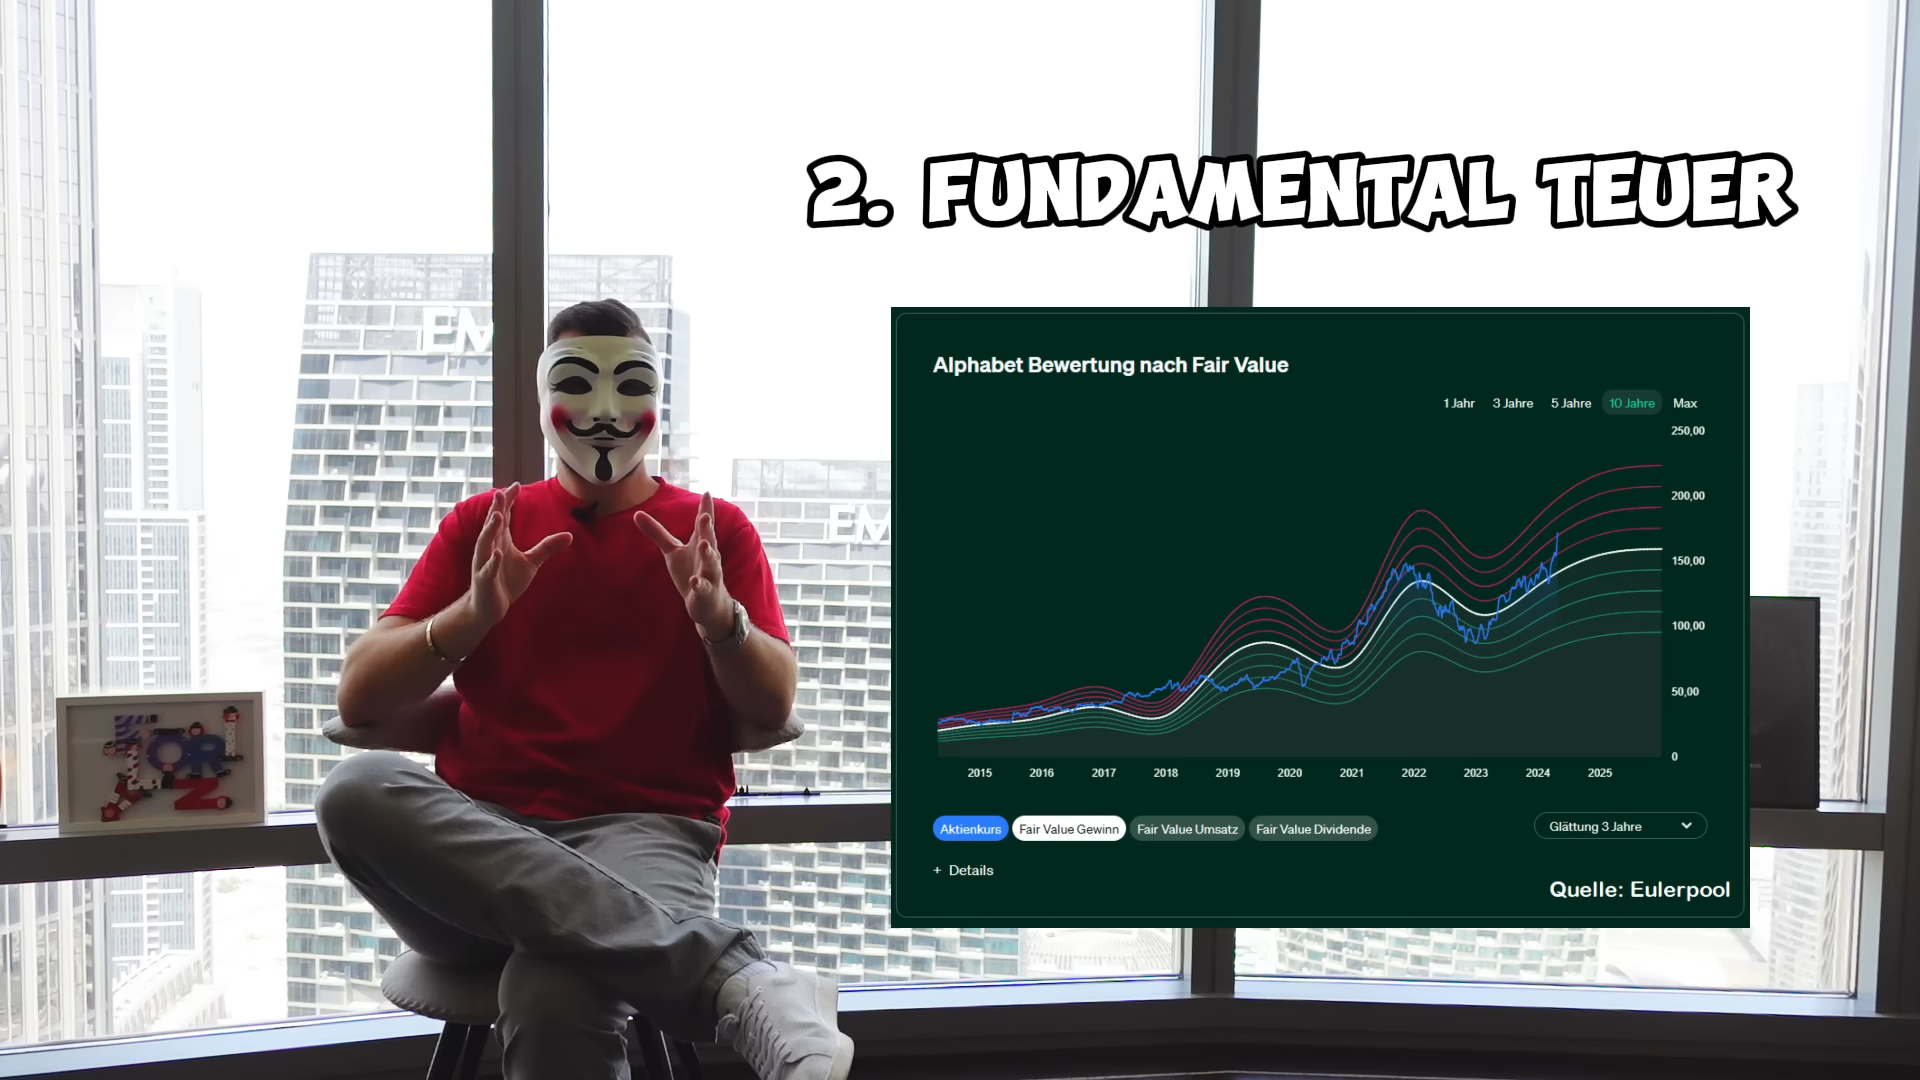 2. FUNDAMENTAL TEUER
EM
EM
Alphabet Bewertung nach Fair Value
1 Jahr 3 Jahre 5 Jahre 10 Jahre Max
250,00
200,00
150,00
100,00
50,00
0
2015 2016 2017 2018 2019 2020 2021 2022 2023 2024 2025
Aktienkurs Fair Value Gewinn Fair Value Umsatz Fair Value Dividende Glättung 3 Jahre
+ Details
Quelle: Eulerpool